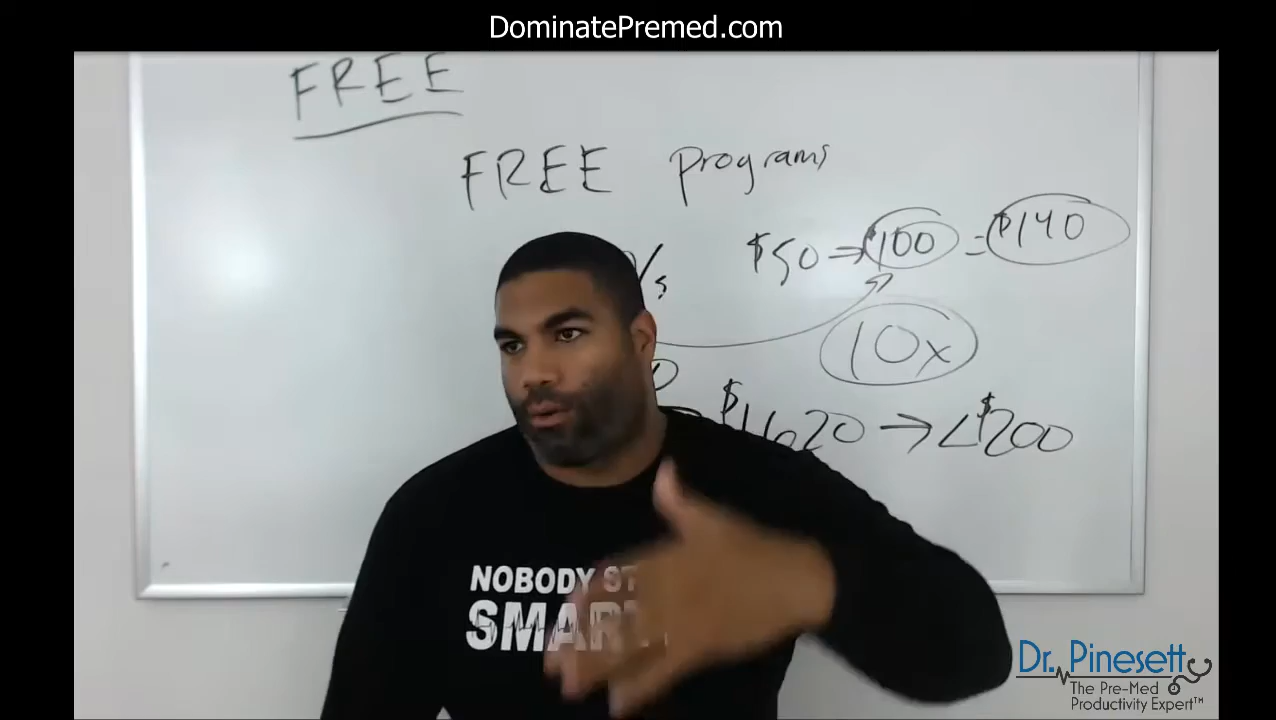 DominatePremed.com
FREE
FREE programs
$50 → $100 = $140
10x
$1620 → <$200
NOBODY
SMART
Dr. Pinesett
The Pre-Med
Productivity Expert™